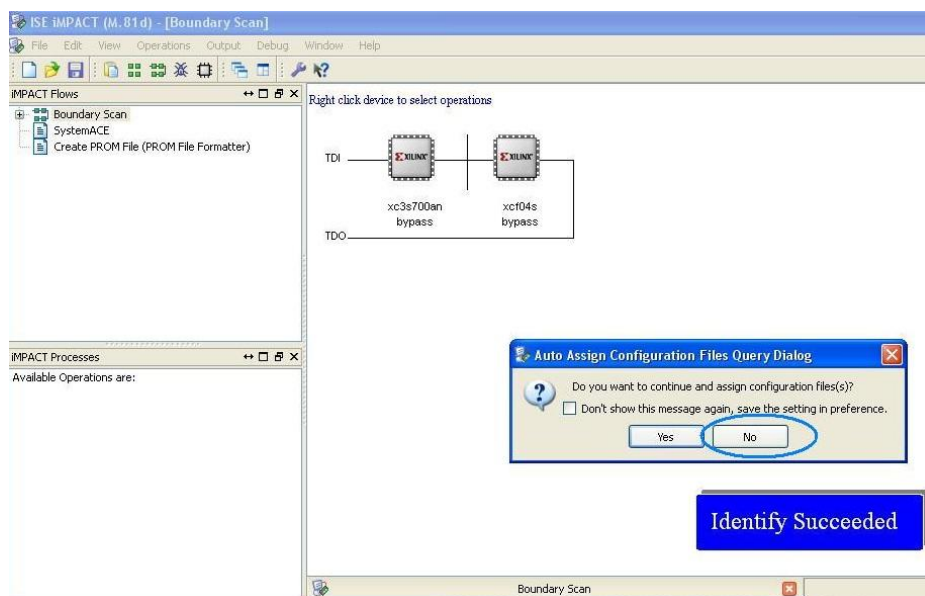 ISE iMPACT (M.81d) - [Boundary Scan]
File Edit View Operations Output Debug Window Help
iMPACT Flows
Boundary Scan
SystemACE
Create PROM File (PROM File Formatter)
Right click device to select operations
TDI
XILINX
XILINX
xc3s700an
bypass
xcf04s
bypass
TDO
iMPACT Processes
Available Operations are:
Auto Assign Configuration Files Query Dialog
Do you want to continue and assign configuration files(s)?
Don't show this message again, save the setting in preference.
Yes
No
Identify Succeeded
Boundary Scan